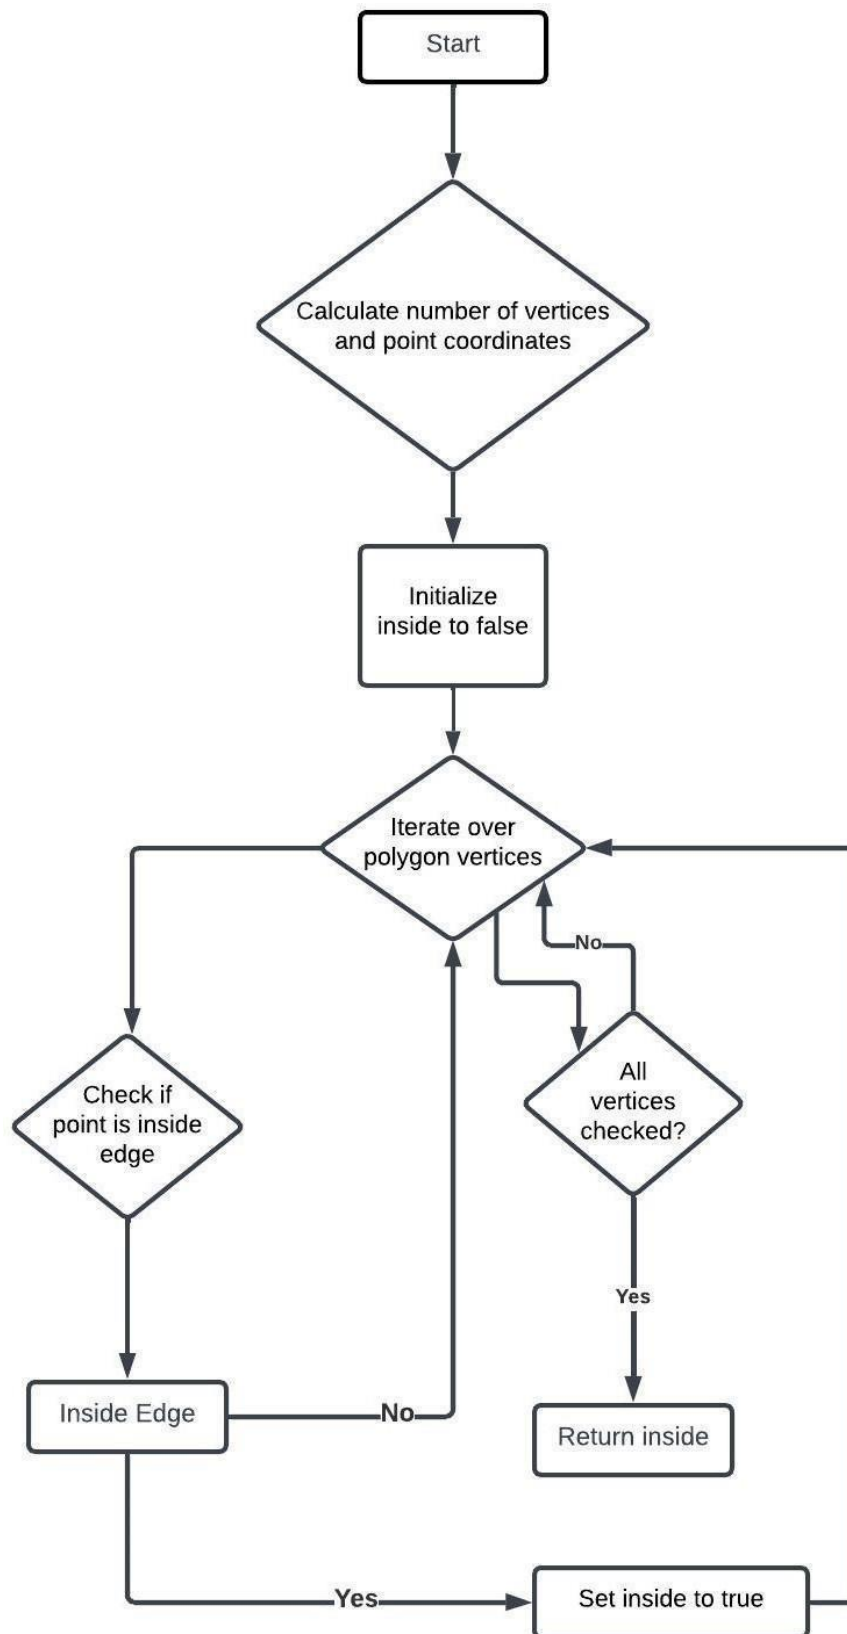 Start
Calculate number of vertices
and point coordinates
Initialize
inside to false
Iterate over
polygon vertices
No
Check if
point is inside
edge
All
vertices
checked?
Yes
Inside Edge
No
Return inside
Yes
Set inside to true